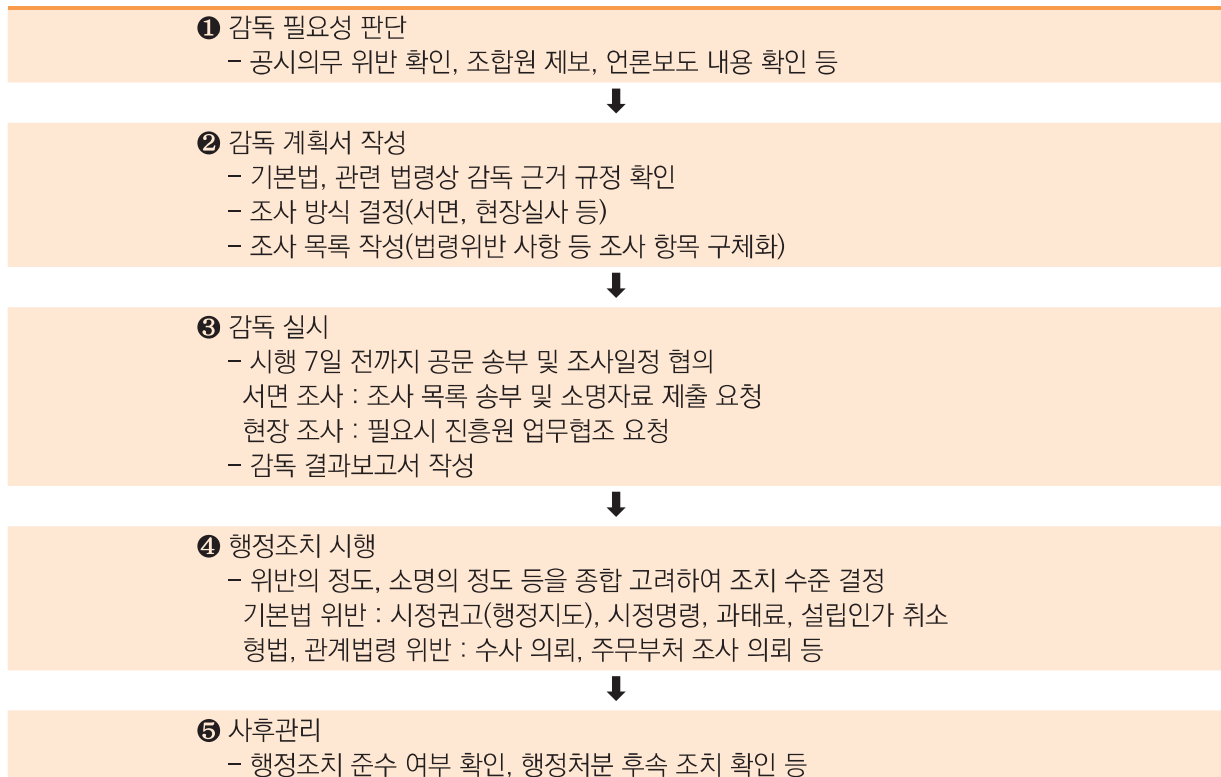 ❶ 감독 필요성 판단
– 공시의무 위반 확인, 조합원 제보, 언론보도 내용 확인 등
❷ 감독 계획서 작성
– 기본법, 관련 법령상 감독 근거 규정 확인
– 조사 방식 결정(서면, 현장실사 등)
– 조사 목록 작성(법령위반 사항 등 조사 항목 구체화)
❸ 감독 실시
– 시행 7일 전까지 공문 송부 및 조사일정 협의
서면 조사 : 조사 목록 송부 및 소명자료 제출 요청
현장 조사 : 필요시 진흥원 업무협조 요청
– 감독 결과보고서 작성
❹ 행정조치 시행
– 위반의 정도, 소명의 정도 등을 종합 고려하여 조치 수준 결정
기본법 위반 : 시정권고(행정지도), 시정명령, 과태료, 설립인가 취소
형법, 관계법령 위반 : 수사 의뢰, 주무부처 조사 의뢰 등
❺ 사후관리
– 행정조치 준수 여부 확인, 행정처분 후속 조치 확인 등